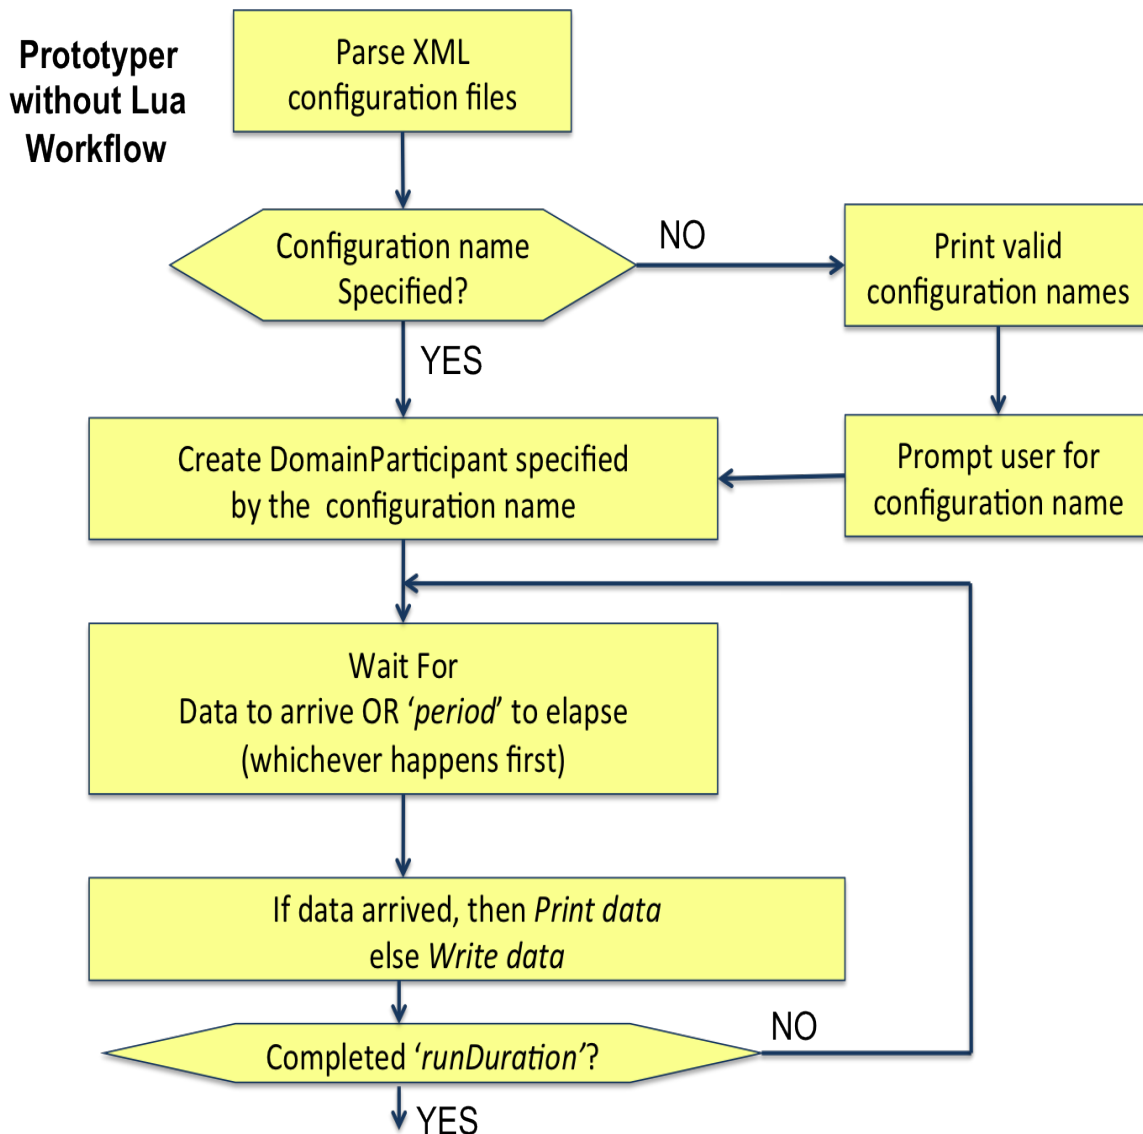 Prototyper
without Lua
Workflow
Parse XML
configuration files
Configuration name
Specified?
NO
Print valid
configuration names
YES
Create DomainParticipant specified
by the  configuration name
Prompt user for
configuration name
Wait For
Data to arrive OR ‘period’ to elapse
(whichever happens first)
If data arrived, then Print data
else Write data
Completed ‘runDuration’?
NO
YES